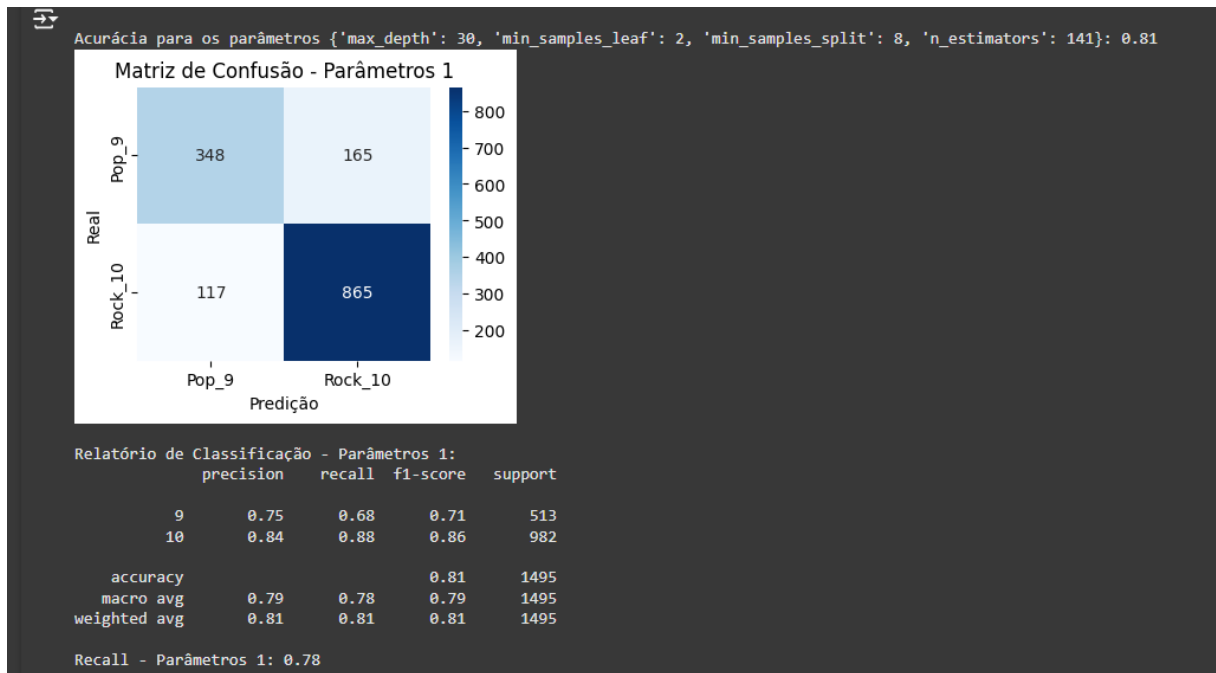 Acurácia para os parâmetros {'max_depth': 30, 'min_samples_leaf': 2, 'min_samples_split': 8, 'n_estimators': 141}: 0.81
Matriz de Confusão - Parâmetros 1
Pop_9
348
165
Rock_10
117
865
Real
Pop_9
Rock_10
Predição
800
700
600
500
400
300
200
Relatório de Classificação - Parâmetros 1:
precision recall f1-score support
9 0.75 0.68 0.71 513
10 0.84 0.88 0.86 982
accuracy 0.81 1495
macro avg 0.79 0.78 0.79 1495
weighted avg 0.81 0.81 0.81 1495
Recall - Parâmetros 1: 0.78